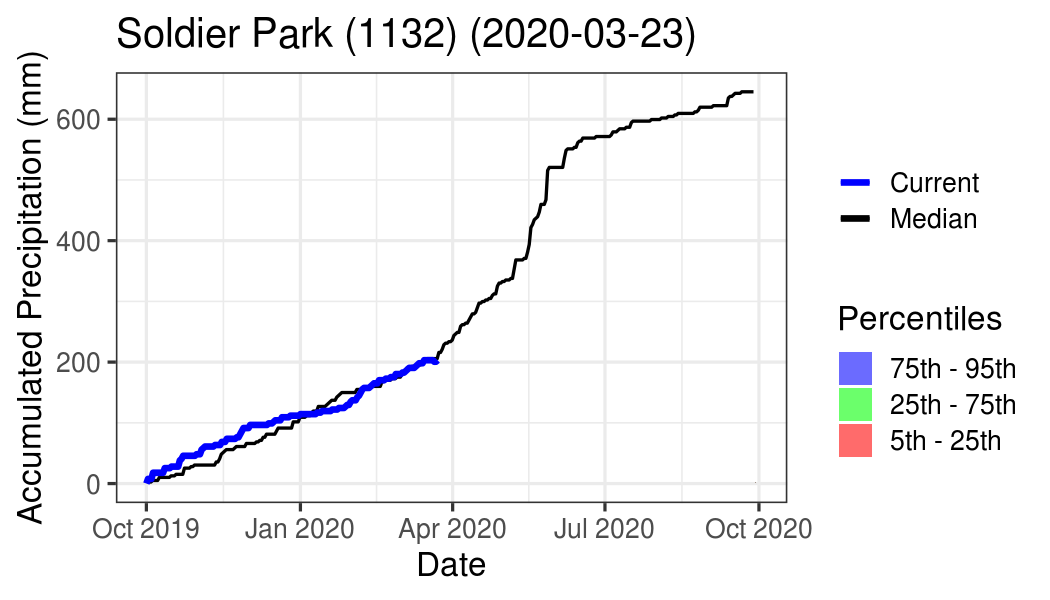 Soldier Park (1132) (2020-03-23)
Accumulated Precipitation (mm)
600
400
200
0
Oct 2019
Jan 2020
Apr 2020
Jul 2020
Oct 2020
Date
Current
Median
Percentiles
75th - 95th
25th - 75th
5th - 25th